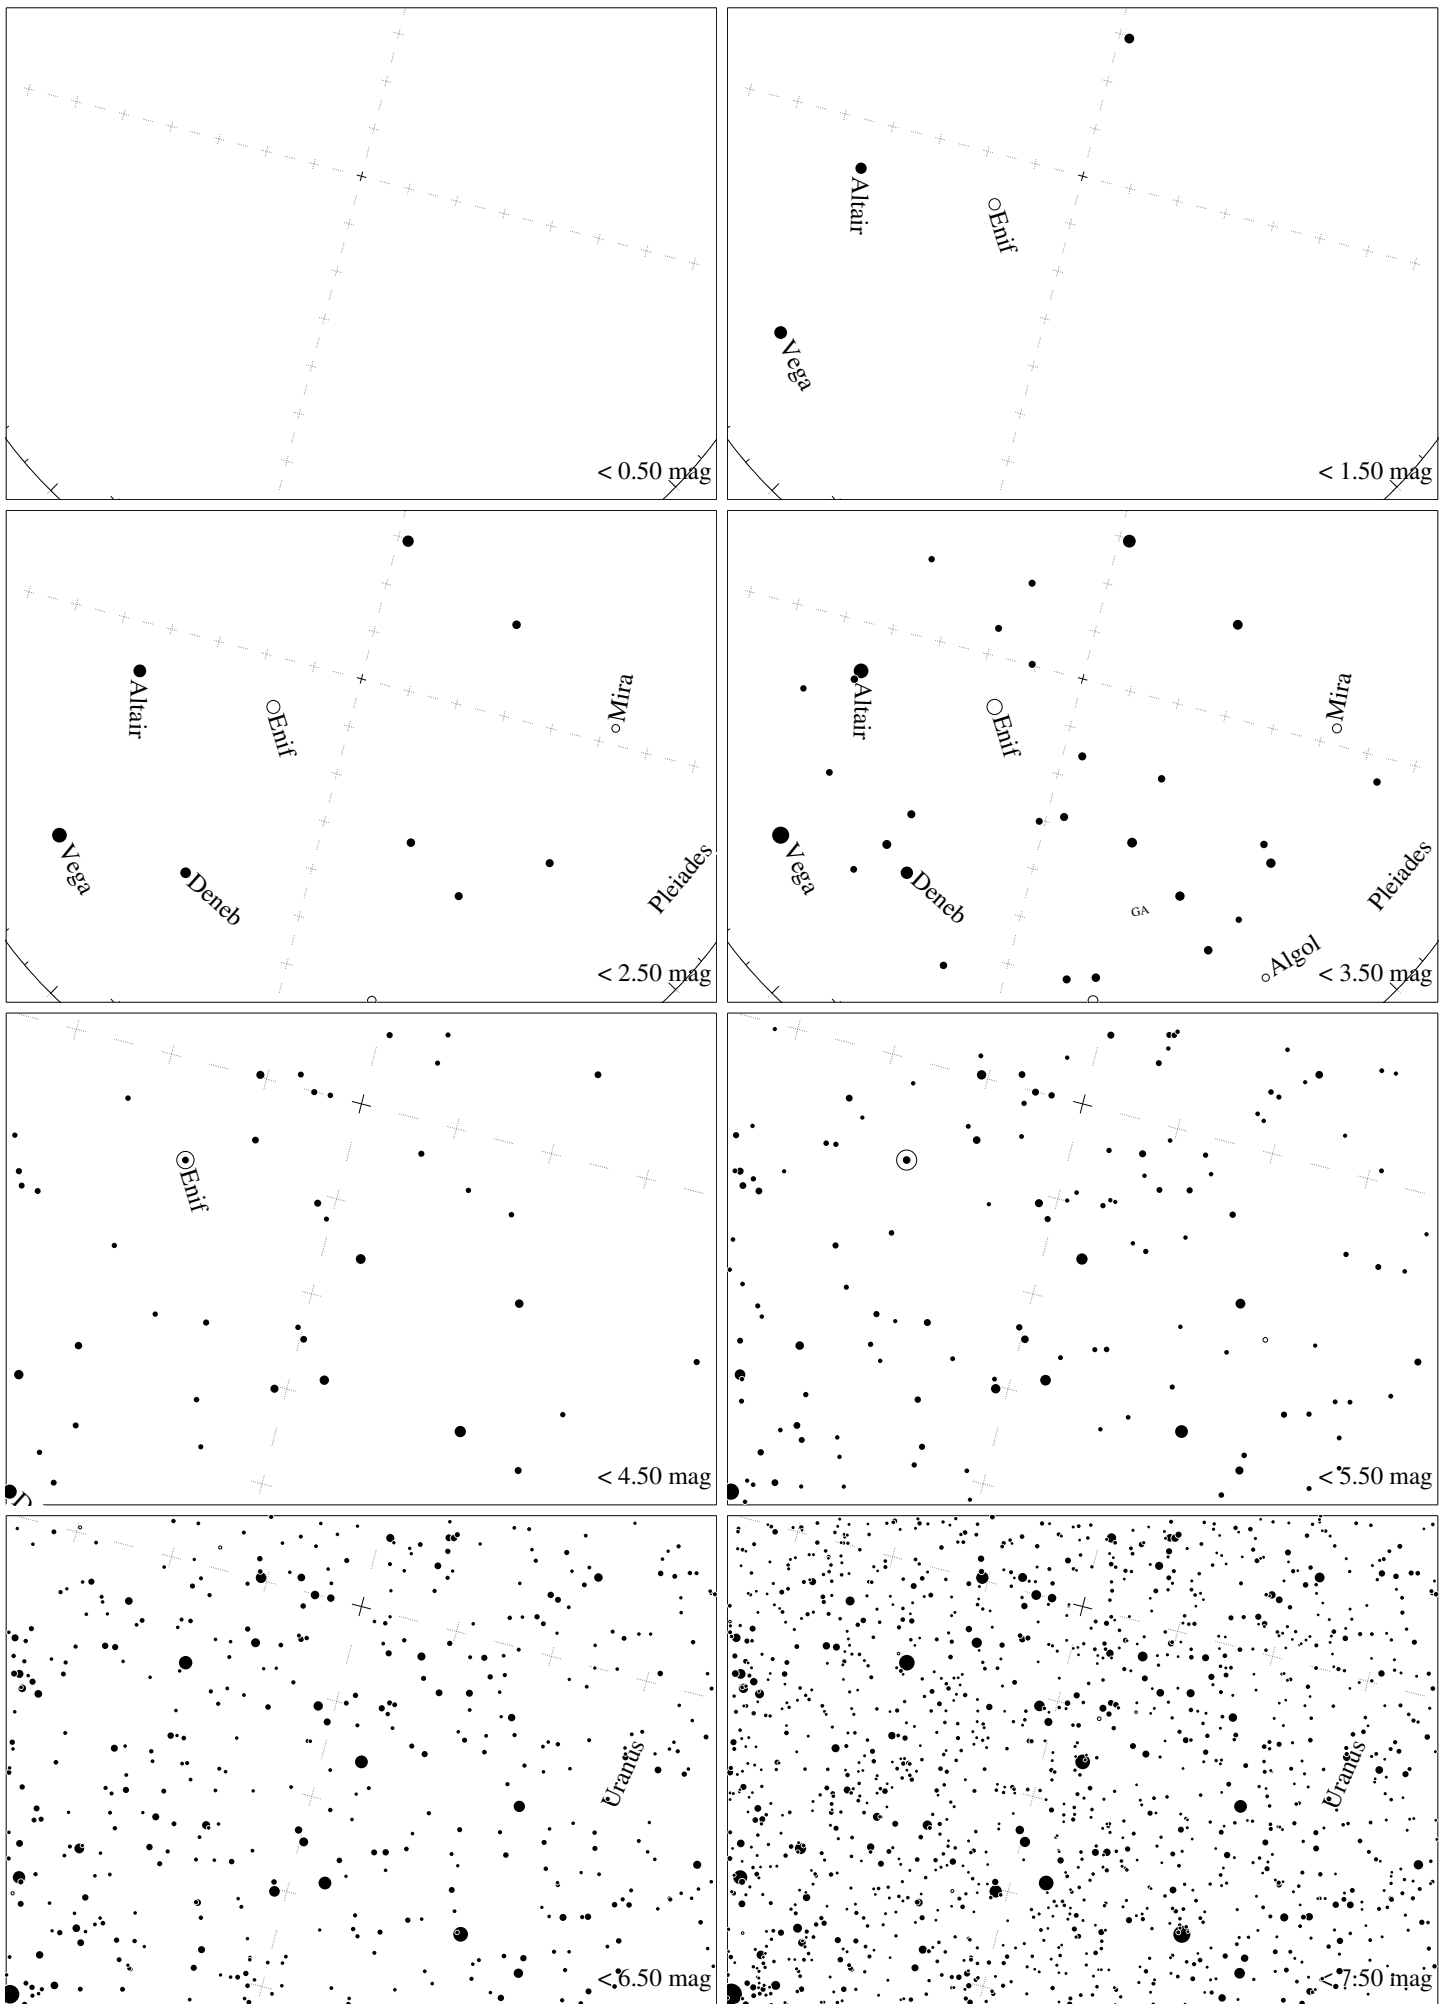 < 0.50 mag
Altair
Enif
Vega
< 1.50 mag
Altair
Enif
Mira
Vega
Deneb
Pleiades
< 2.50 mag
Altair
Enif
Mira
Vega
Deneb
Pleiades
GA
Algol
< 3.50 mag
Enif
D
< 4.50 mag
< 5.50 mag
Uranus
< 6.50 mag
Uranus
< 7.50 mag